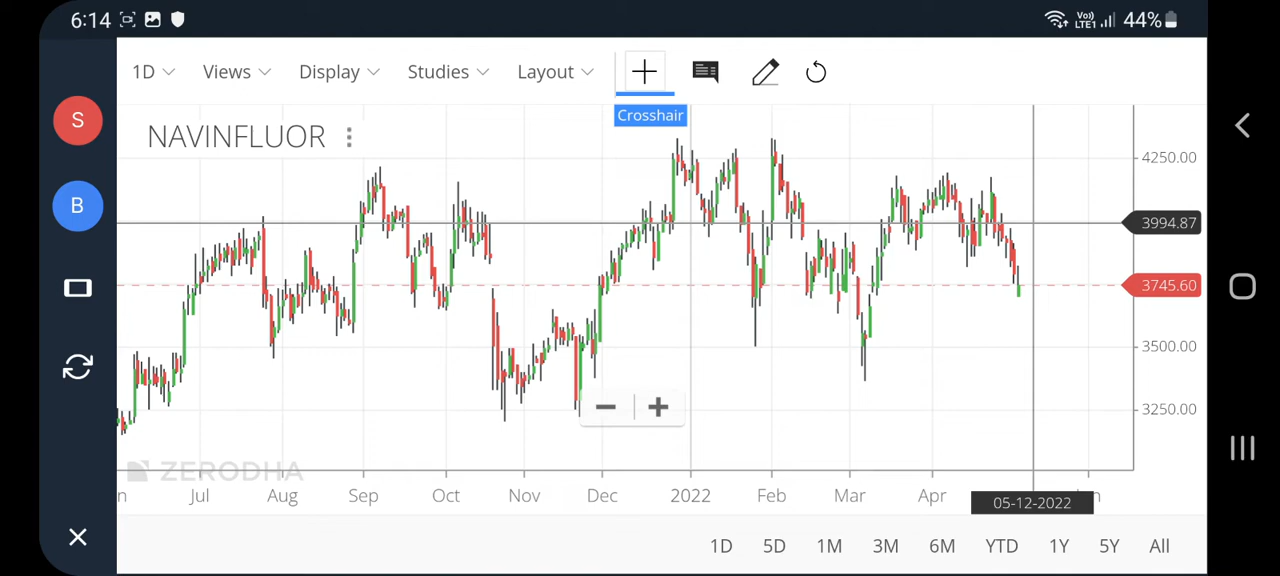 6:14
Vo)) LTE1 44%
1D Views Display Studies Layout
Crosshair
S
NAVINFLUOR
4250.00
B
3994.87
3745.60
3500.00
3250.00
ZERODHA
Jul Aug Sep Oct Nov Dec 2022 Feb Mar Apr
05-12-2022
1D 5D 1M 3M 6M YTD 1Y 5Y All